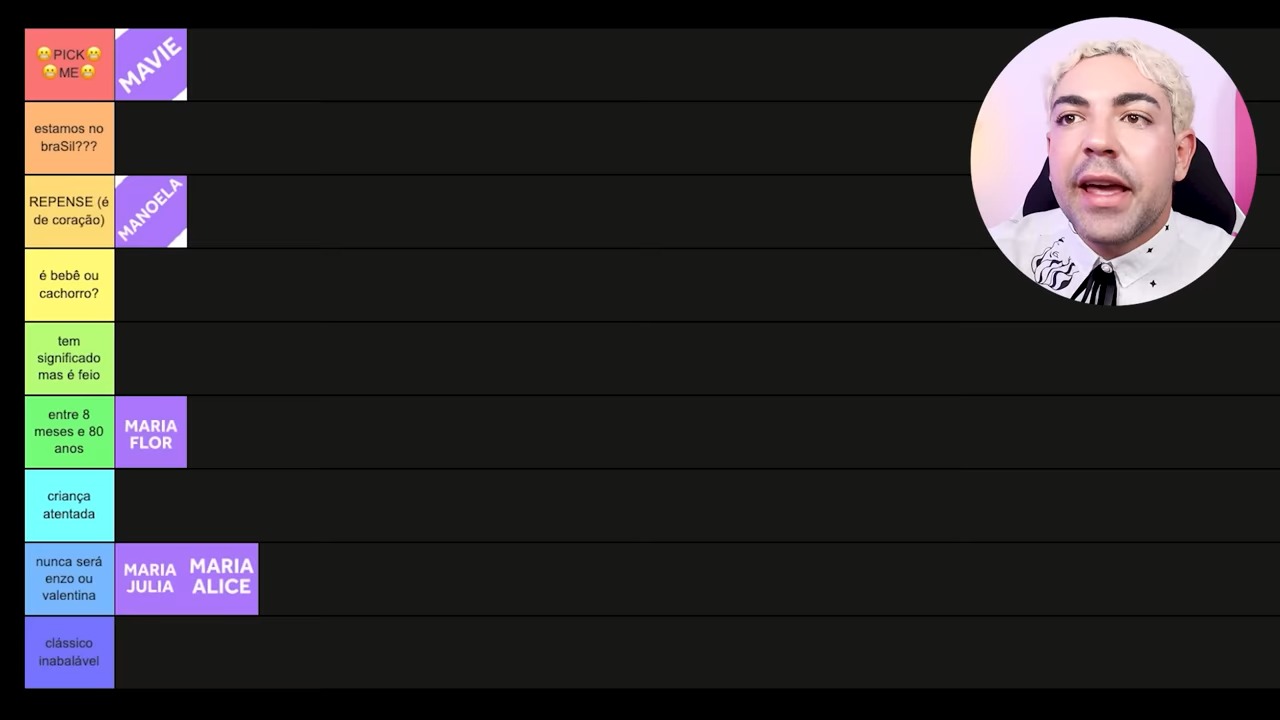 😬PICK😬
😬ME😬
MAVIE
estamos no
braSil???
REPENSE (é
de coração)
MANOELA
é bebê ou
cachorro?
tem
significado
mas é feio
entre 8
meses e 80
anos
MARIA
FLOR
criança
atentada
nunca será
enzo ou
valentina
MARIA
JULIA
MARIA
ALICE
clássico
inabalável